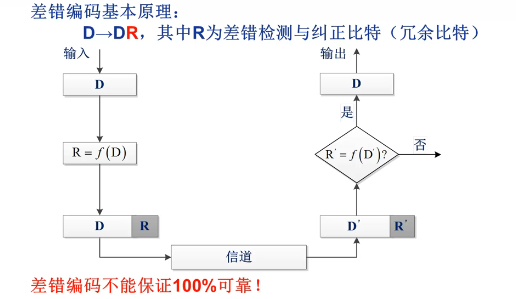 差错编码基本原理：
D→DR，其中R为差错检测与纠正比特（冗余比特）
输入
输出
D
D
是
R = f(D)
R' = f(D')?
否
D R
D' R'
信道
差错编码不能保证100%可靠！